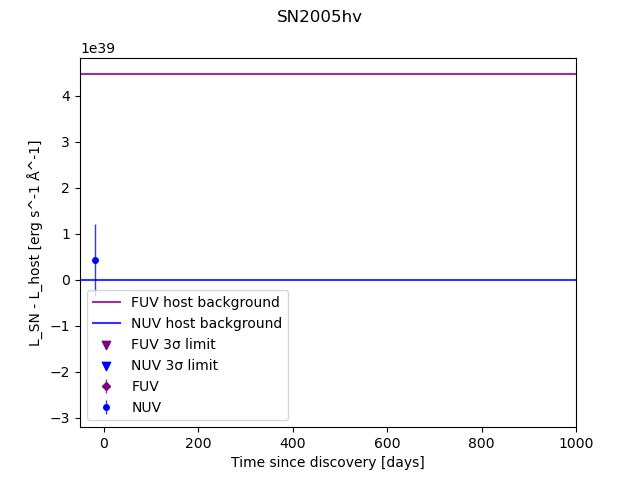 SN2005hv
1e39
4
3
2
1
0
−1
−2
−3
L_SN - L_host [erg s^-1 Å^-1]
FUV host background
NUV host background
FUV 3σ limit
NUV 3σ limit
FUV
NUV
0 200 400 600 800 1000
Time since discovery [days]